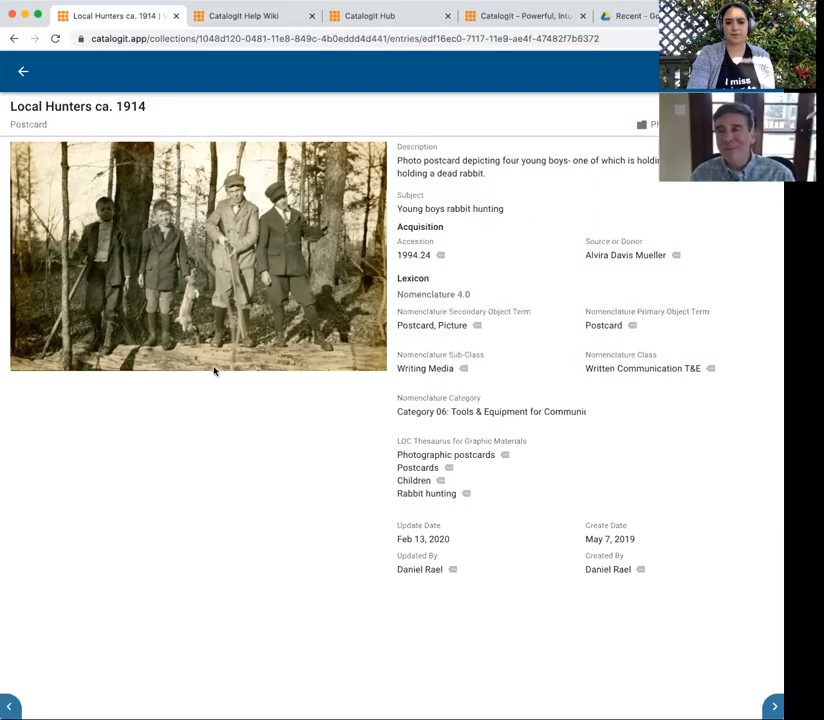 Local Hunters ca. 1914 |
CatalogIt Help Wiki
CatalogIt Hub
CatalogIt - Powerful, Intu
Recent - Go
catalogit.app/collections/1048d120-0481-11e8-849c-4b0eddd4d441/entries/edf16ec0-7117-11e9-ae4f-47482f7b6372
I miss
Local Hunters ca. 1914
Postcard
Description
Photo postcard depicting four young boys- one of which is holdin
holding a dead rabbit.
Subject
Young boys rabbit hunting
Acquisition
Accession
Source or Donor
1994.24
Alvira Davis Mueller
Lexicon
Nomenclature 4.0
Nomenclature Secondary Object Term
Nomenclature Primary Object Term
Postcard, Picture
Postcard
Nomenclature Sub-Class
Nomenclature Class
Writing Media
Written Communication T&E
Nomenclature Category
Category 06: Tools & Equipment for Communic
LOC Thesaurus for Graphic Materials
Photographic postcards
Postcards
Children
Rabbit hunting
Update Date
Create Date
Feb 13, 2020
May 7, 2019
Updated By
Created By
Daniel Rael
Daniel Rael